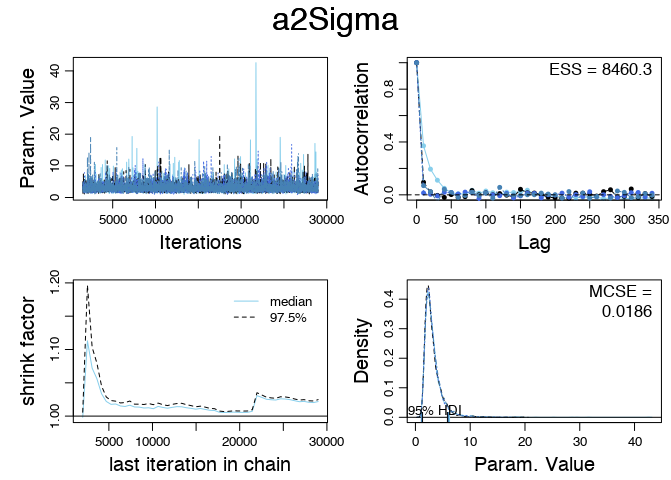 a2Sigma
Param. Value
0 10 20 30 40
5000 10000 20000 30000
Iterations
Autocorrelation
0.0 0.4 0.8
ESS = 8460.3
0 50 100 150 200 250 300 350
Lag
shrink factor
1.00 1.10 1.20
median
97.5%
5000 10000 20000 30000
last iteration in chain
Density
0.0 0.1 0.2 0.3 0.4
MCSE =
0.0186
95% HDI
0 10 20 30 40
Param. Value